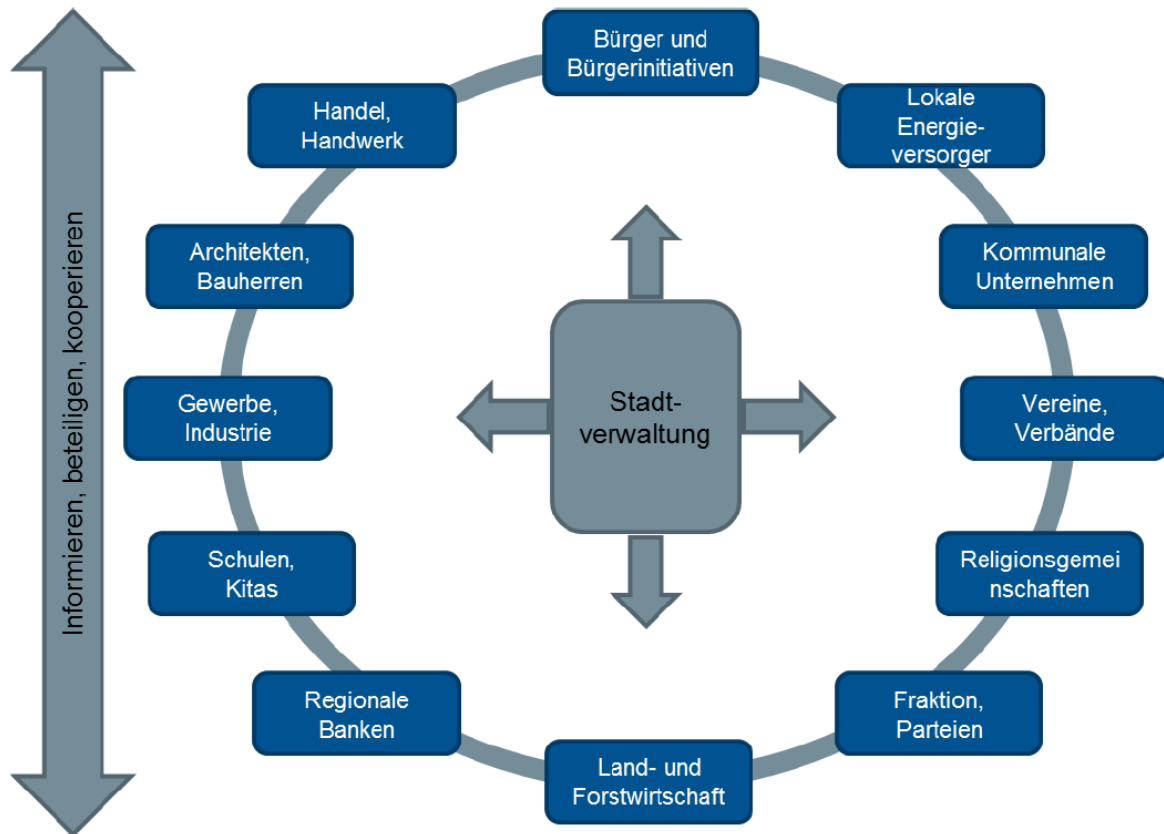 Informieren, beteiligen, kooperieren
Bürger und
Bürgerinitiativen
Lokale
Energie-
versorger
Kommunale
Unternehmen
Vereine,
Verbände
Religionsgemei
nschaften
Fraktion,
Parteien
Land- und
Forstwirtschaft
Regionale
Banken
Schulen,
Kitas
Gewerbe,
Industrie
Architekten,
Bauherren
Handel,
Handwerk
Stadt-
verwaltung